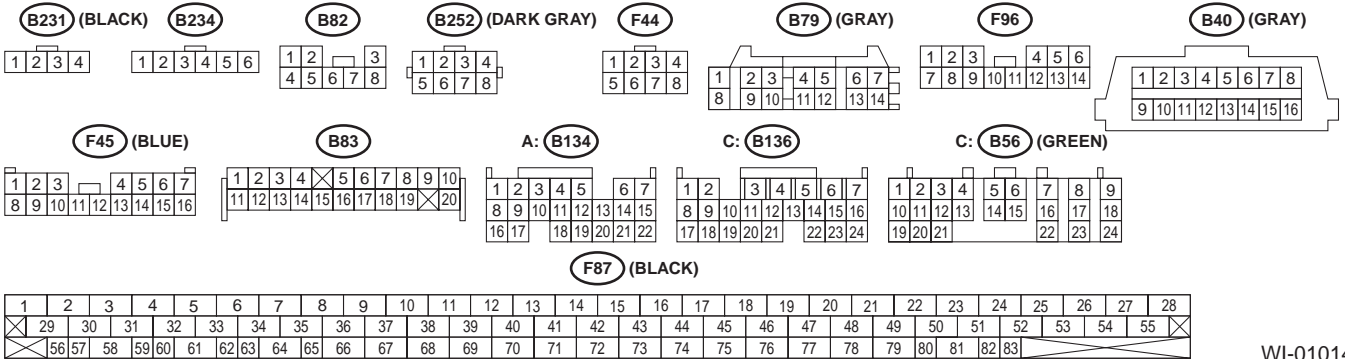 B231 (BLACK) B234 B82 B252 (DARK GRAY) F44 B79 (GRAY) F96 B40 (GRAY)
1 2 3 4
1 2 3 4 5 6
1 2 3
4 5 6 7 8
1 2 3 4
5 6 7 8
1 2 3 4
5 6 7 8
1 2 3 4 5 6 7
8 9 10 11 12 13 14
1 2 3 4 5 6
7 8 9 10 11 12 13 14
1 2 3 4 5 6 7 8
9 10 11 12 13 14 15 16
F45 (BLUE) B83 A: B134 C: B136 C: B56 (GREEN)
1 2 3 4 5 6 7
8 9 10 11 12 13 14 15 16
1 2 3 4 5 6 7 8 9 10
11 12 13 14 15 16 17 18 19 20
1 2 3 4 5 6 7
8 9 10 11 12 13 14 15
16 17 18 19 20 21 22
1 2 3 4 5 6 7
8 9 10 11 12 13 14 15 16
17 18 19 20 21 22 23 24
1 2 3 4 5 6 7 8 9
10 11 12 13 14 15 16 17 18
19 20 21 22 23 24
F87 (BLACK)
1 2 3 4 5 6 7 8 9 10 11 12 13 14 15 16 17 18 19 20 21 22 23 24 25 26 27 28
29 30 31 32 33 34 35 36 37 38 39 40 41 42 43 44 45 46 47 48 49 50 51 52 53 54 55
56 57 58 59 60 61 62 63 64 65 66 67 68 69 70 71 72 73 74 75 76 77 78 79 80 81 82 83